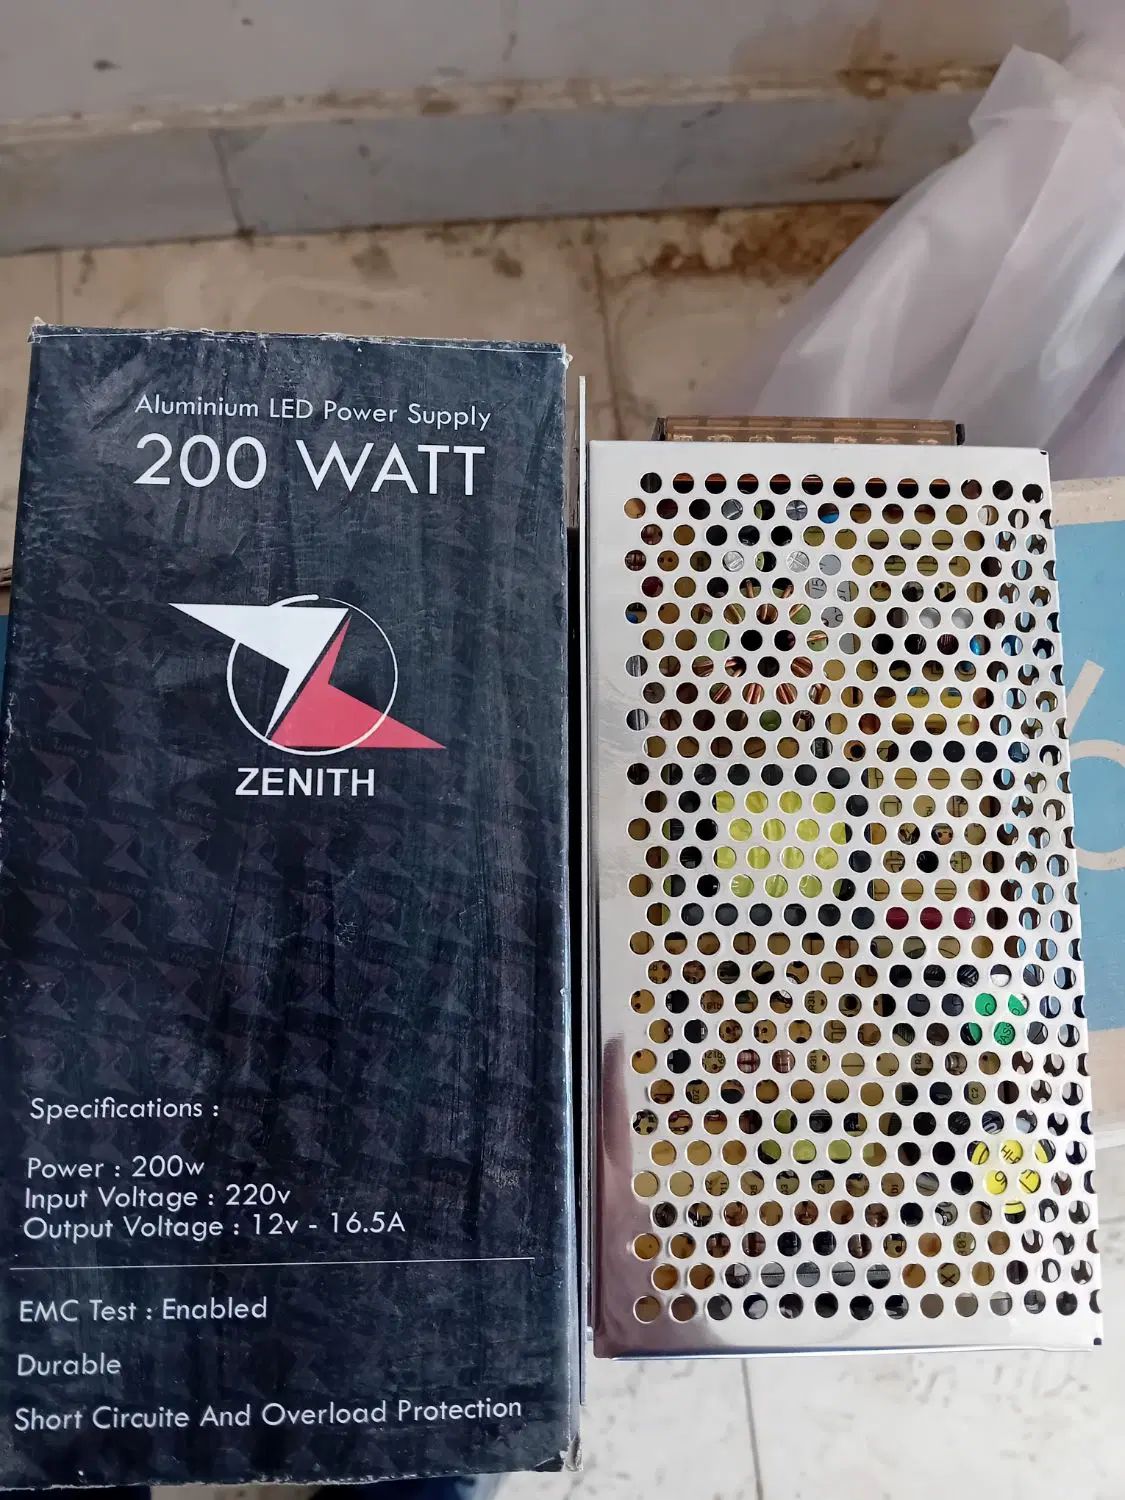 Aluminium LED Power Supply
200 WATT
ZENITH
Specifications :
Power : 200w
Input Voltage : 220v
Output Voltage : 12v - 16.5A
EMC Test : Enabled
Durable
Short Circuite And Overload Protection